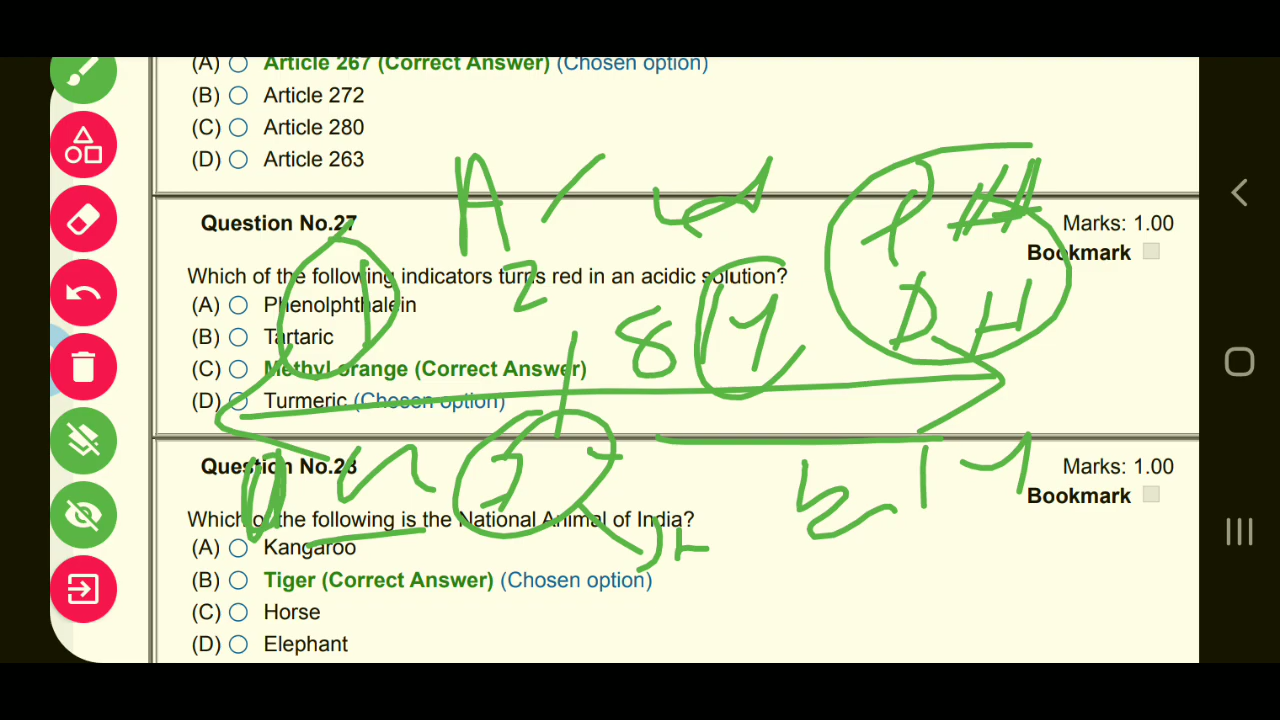 (A) Article 267 (Correct Answer) (Chosen option)
(B) Article 272
(C) Article 280
(D) Article 263
Question No.27 Marks: 1.00
Bookmark
Which of the following indicators turns red in an acidic solution?
(A) Phenolphthalein
(B) Tartaric
(C) Methyl orange (Correct Answer)
(D) Turmeric (Chosen option)
Question No.28 Marks: 1.00
Bookmark
Which of the following is the National Animal of India?
(A) Kangaroo
(B) Tiger (Correct Answer) (Chosen option)
(C) Horse
(D) Elephant